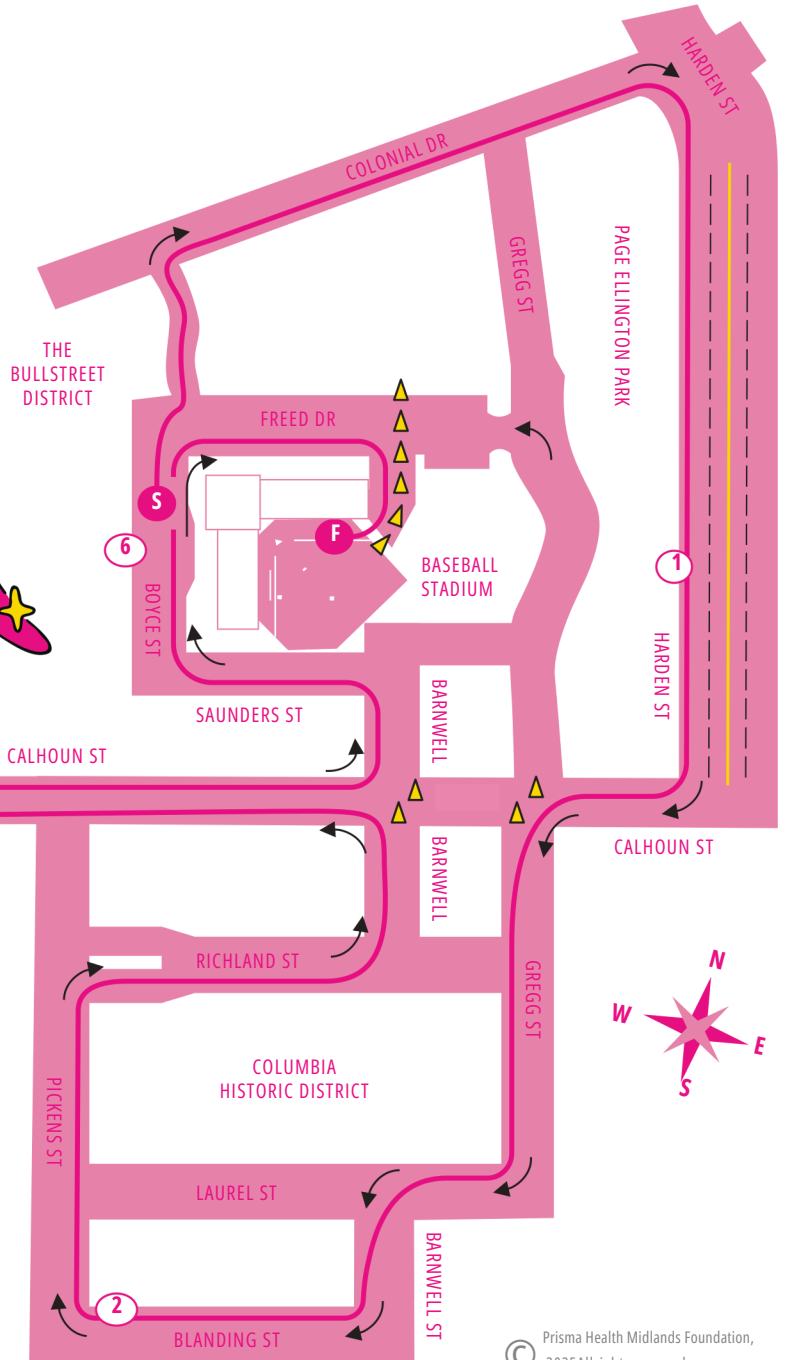 HARDEN ST
COLONIAL DR
GREGG ST
PAGE ELLINGTON PARK
THE
BULLSTREET
DISTRICT
FREED DR
S
F
6
BASEBALL
STADIUM
1
BOYCE ST
HARDEN ST
BARNWELL
SAUNDERS ST
CALHOUN ST
BARNWELL
CALHOUN ST
RICHLAND ST
GREGG ST
N
W
E
S
COLUMBIA
HISTORIC DISTRICT
PICKENS ST
LAUREL ST
BARNWELL ST
2
BLANDING ST
© Prisma Health Midlands Foundation,